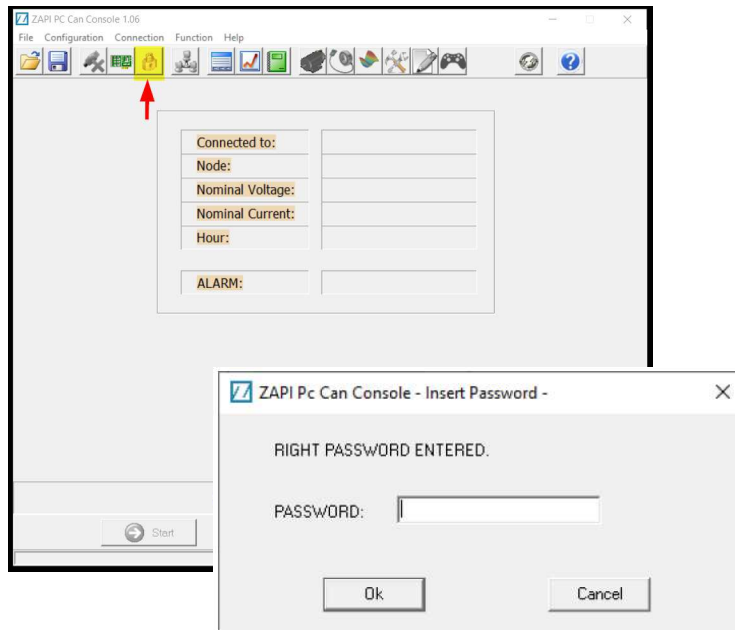 ZAPI PC Can Console 1.06
File Configuration Connection Function Help
Connected to:
Node:
Nominal Voltage:
Nominal Current:
Hour:
ALARM:
Start
ZAPI Pc Can Console - Insert Password -
RIGHT PASSWORD ENTERED.
PASSWORD:
Ok
Cancel